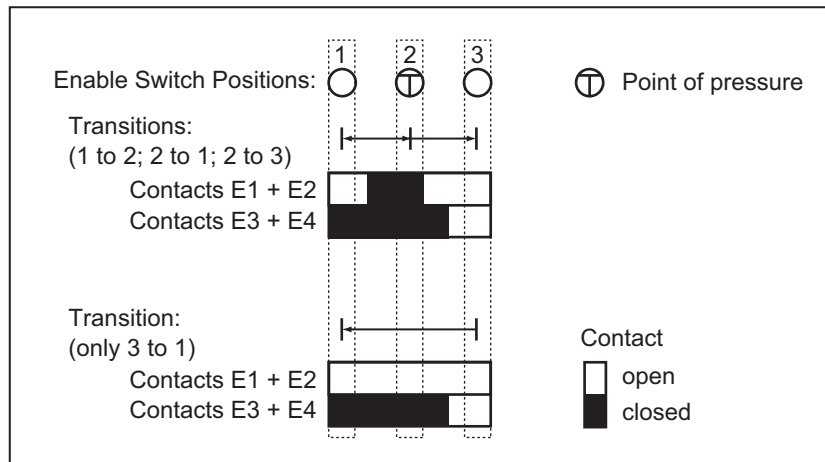 1 2 3
Enable Switch Positions:
Point of pressure
Transitions:
(1 to 2; 2 to 1; 2 to 3)
Contacts E1 + E2
Contacts E3 + E4
Transition:
(only 3 to 1)
Contacts E1 + E2
Contacts E3 + E4
Contact
open
closed